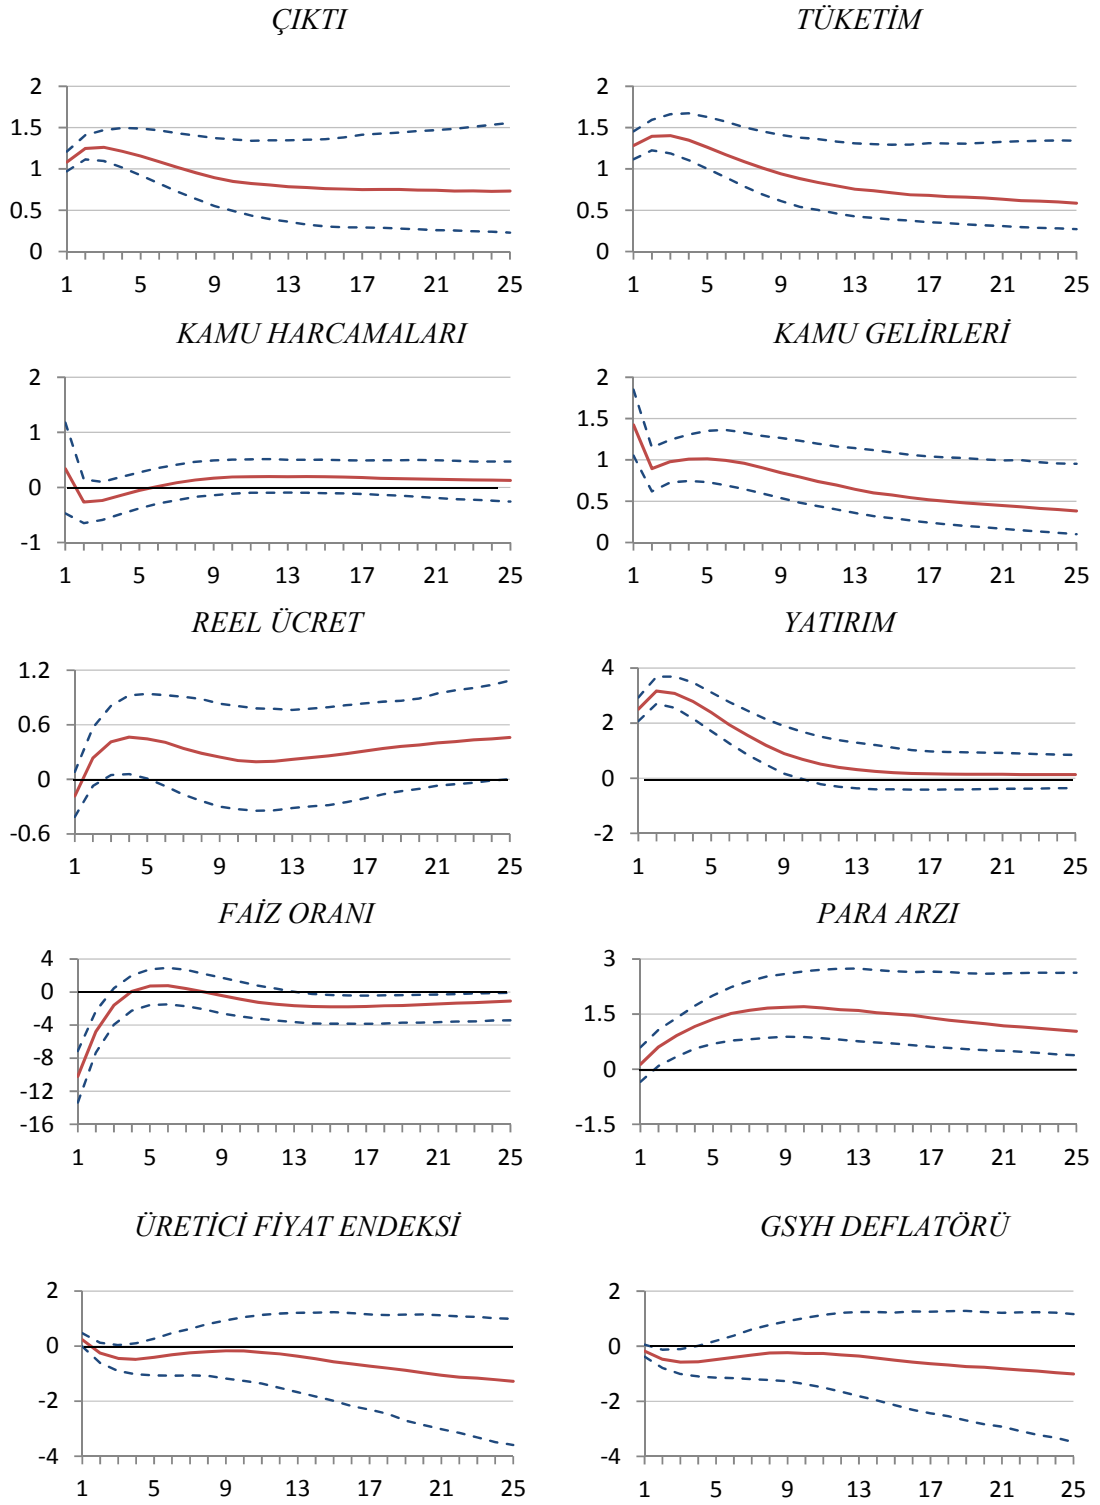 ÇIKTI
2
1.5
1
0.5
0
1 5 9 13 17 21 25
TÜKETİM
2
1.5
1
0.5
0
1 5 9 13 17 21 25
KAMU HARCAMALARI
2
1
0
-1
1 5 9 13 17 21 25
KAMU GELİRLERİ
2
1.5
1
0.5
0
1 5 9 13 17 21 25
REEL ÜCRET
1.2
0.6
0
-0.6
1 5 9 13 17 21 25
YATIRIM
4
2
0
-2
1 5 9 13 17 21 25
FAİZ ORANI
4
0
-4
-8
-12
-16
1 5 9 13 17 21 25
PARA ARZI
3
1.5
0
-1.5
1 5 9 13 17 21 25
ÜRETİCİ FİYAT ENDEKSİ
2
0
-2
-4
1 5 9 13 17 21 25
GSYH DEFLATÖRÜ
2
0
-2
-4
1 5 9 13 17 21 25